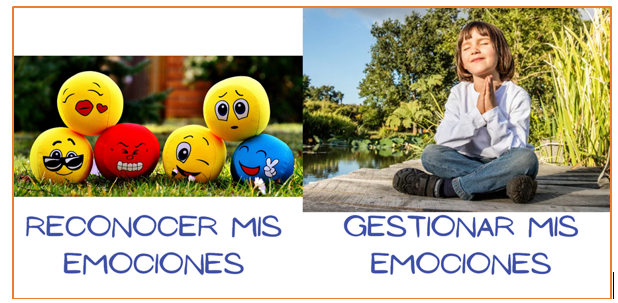 RECONOCER MIS
EMOCIONES
GESTIONAR MIS
EMOCIONES